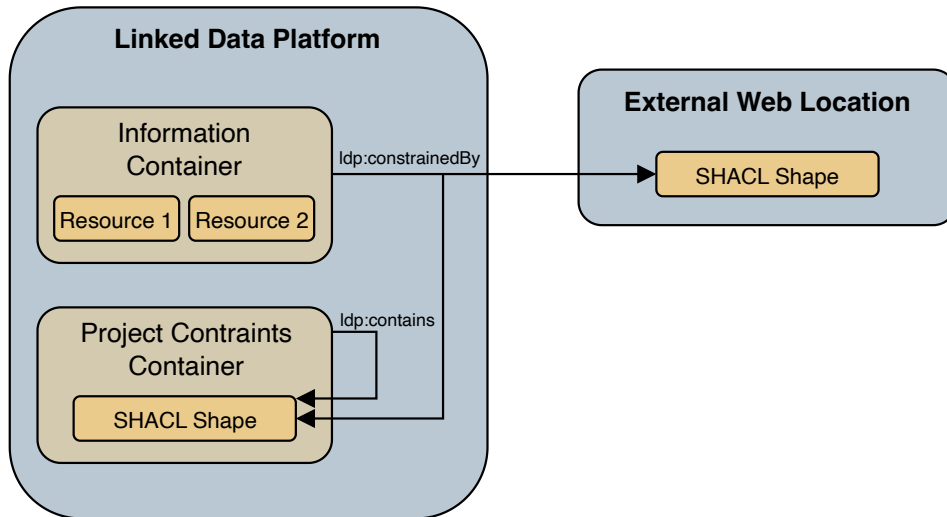 Linked Data Platform
Information
Container
Resource 1
Resource 2
ldp:constrainedBy
Project Contraints
Container
SHACL Shape
ldp:contains
External Web Location
SHACL Shape